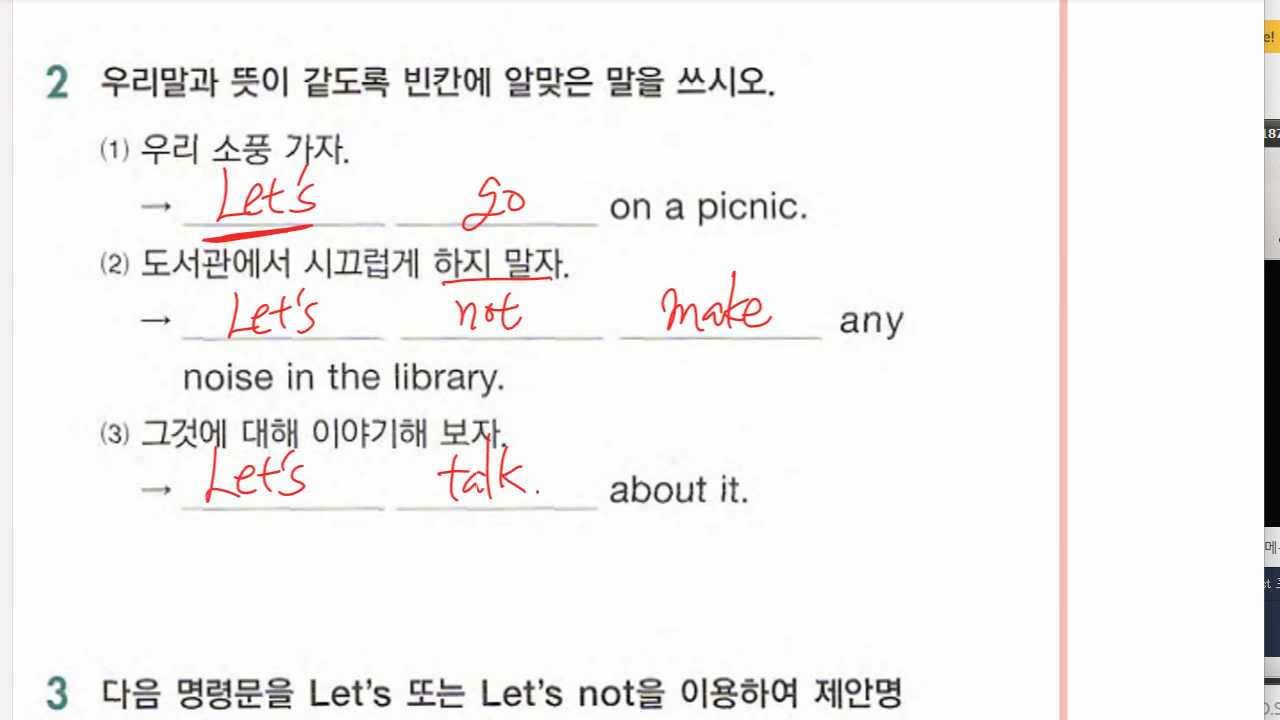 2 우리말과 뜻이 같도록 빈칸에 알맞은 말을 쓰시오.
(1) 우리 소풍 가자.
→ Let's go on a picnic.
(2) 도서관에서 시끄럽게 하지 말자.
→ Let's not make any
noise in the library.
(3) 그것에 대해 이야기해 보자.
→ Let's talk. about it.
3 다음 명령문을 Let's 또는 Let's not을 이용하여 제안명
e!
187
메
st